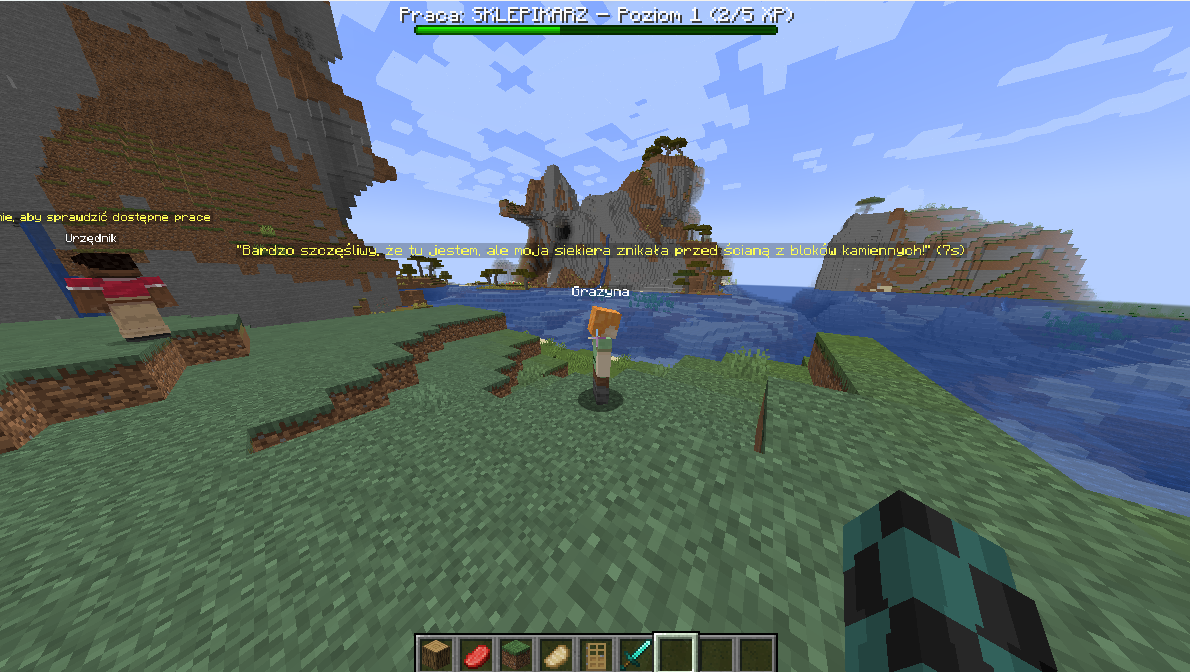 Praca: SKLEPIKARZ – Poziom 1 (2/5 XP)
nie, aby sprawdzić dostępne prace
Urzędnik
"Bardzo szczęśliwy, że tu jestem, ale moja siekiera znikała przed ścianą z bloków kamiennych!" (7s)
Grażyna